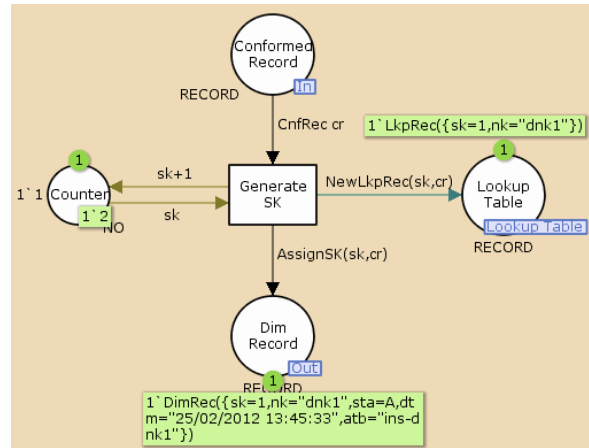 Conformed
Record
In
RECORD
CnfRec cr
1`LkpRec({sk=1,nk="dnk1"})
1
1
sk+1
Generate
SK
NewLkpRec(sk,cr)
Lookup
Table
1`1
Counter
1`2
NO
sk
Lookup Table
RECORD
AssignSK(sk,cr)
Dim
Record
Out
1
RECORD
1`DimRec({sk=1,nk="dnk1",sta=A,dt
m="25/02/2012 13:45:33",atb="ins-d
nk1"})